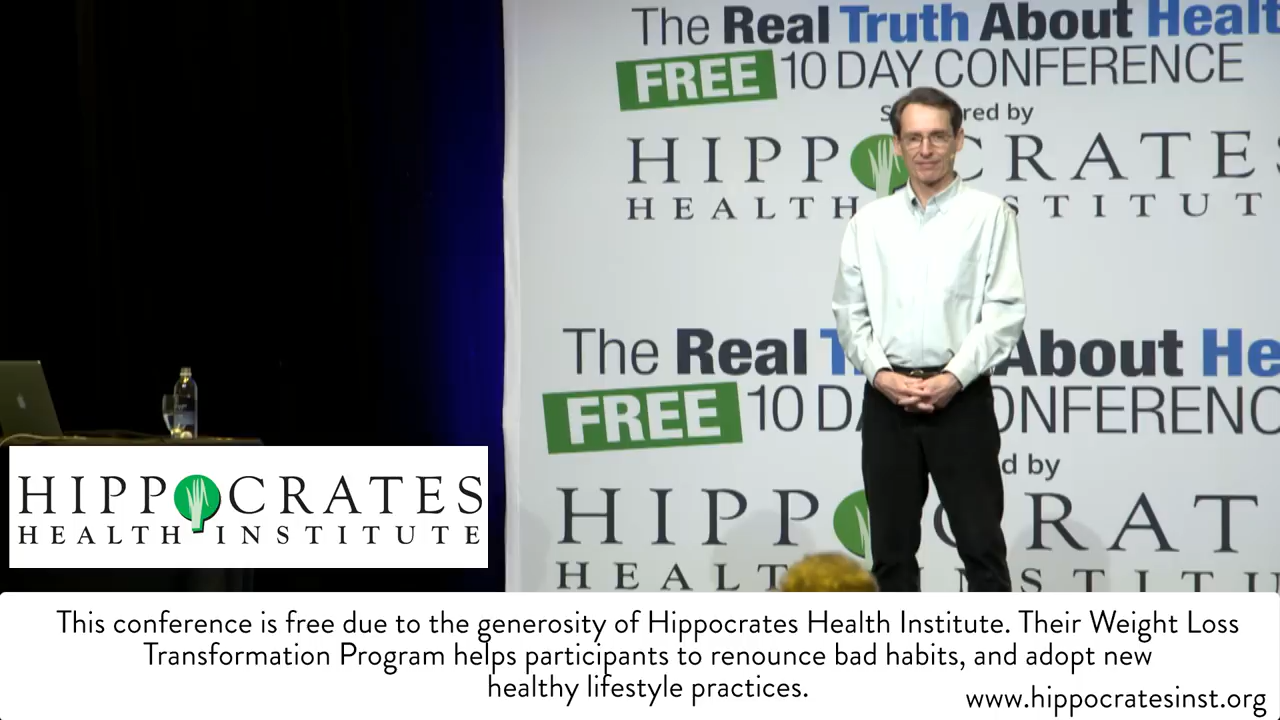 The Real Truth About Healt
FREE 10 DAY CONFERENCE
red by
HIPPOCRATES
HEALTH INSTITUT
The Real T About He
FREE 10 DA ONFERENC
d by
HIPPOCRAT
HEALT INSTITU
HIPPOCRATES
HEALTH INSTITUTE
This conference is free due to the generosity of Hippocrates Health Institute. Their Weight Loss
Transformation Program helps participants to renounce bad habits, and adopt new
healthy lifestyle practices.
www.hippocratesinst.org